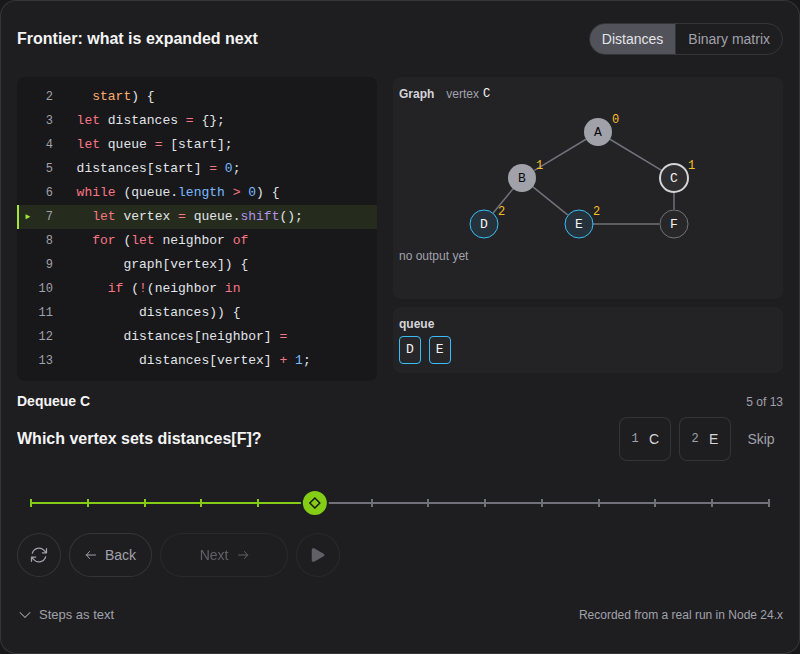 Frontier: what is expanded next
Distances
Binary matrix
2 start) {
3 let distances = {};
4 let queue = [start];
5 distances[start] = 0;
6 while (queue.length > 0) {
7 let vertex = queue.shift();
8 for (let neighbor of
9 graph[vertex]) {
10 if (!(neighbor in
11 distances)) {
12 distances[neighbor] =
13 distances[vertex] + 1;
Graph vertex C
A 0
B 1
C 1
D 2
E 2
F
no output yet
queue
D E
Dequeue C
5 of 13
Which vertex sets distances[F]?
1 C
2 E
Skip
← Back
Next →
Steps as text
Recorded from a real run in Node 24.x